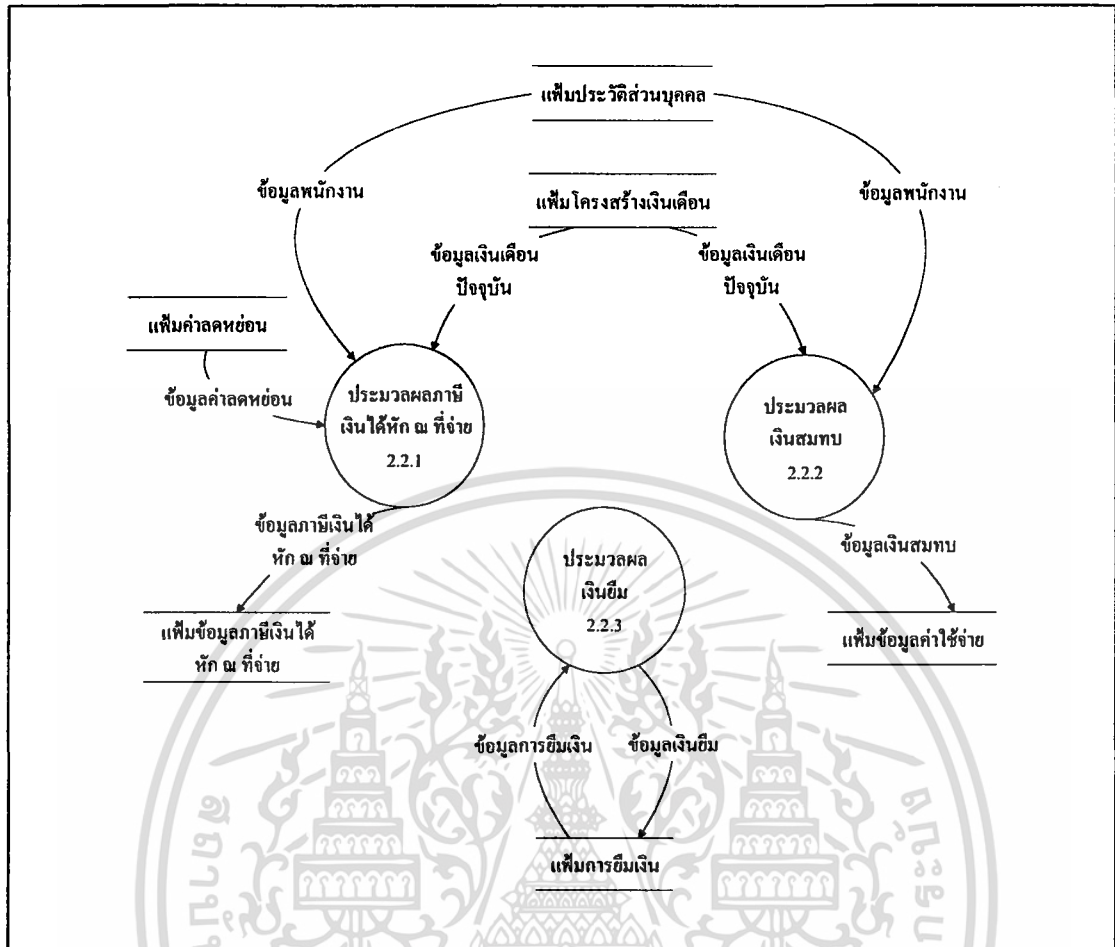 แฟ้มประวัติส่วนบุคคล
ข้อมูลพนักงาน
แฟ้มโครงสร้างเงินเดือน
ข้อมูลพนักงาน
ข้อมูลเงินเดือน
ปัจจุบัน
ข้อมูลเงินเดือน
ปัจจุบัน
แฟ้มค่าลดหย่อน
ข้อมูลค่าลดหย่อน
ประมวลผลภาษี
เงินได้หัก ณ ที่จ่าย
2.2.1
ประมวลผล
เงินสมทบ
2.2.2
ข้อมูลภาษีเงินได้
หัก ณ ที่จ่าย
ประมวลผล
เงินยืม
2.2.3
ข้อมูลเงินสมทบ
แฟ้มข้อมูลภาษีเงินได้
หัก ณ ที่จ่าย
แฟ้มข้อมูลค่าใช้จ่าย
ข้อมูลการยืมเงิน
ข้อมูลเงินยืม
แฟ้มการยืมเงิน